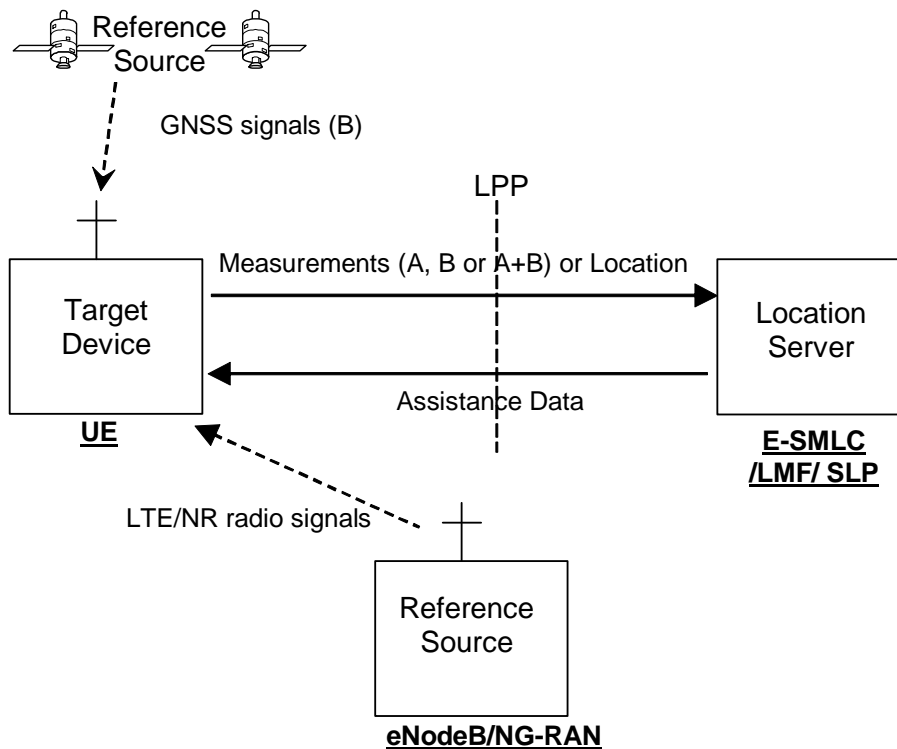 Reference
Source
GNSS signals (B)
LPP
Measurements (A, B or A+B) or Location
Target
Device
Location
Server
Assistance Data
UE
E-SMLC
/LMF/ SLP
LTE/NR radio signals
Reference
Source
eNodeB/NG-RAN